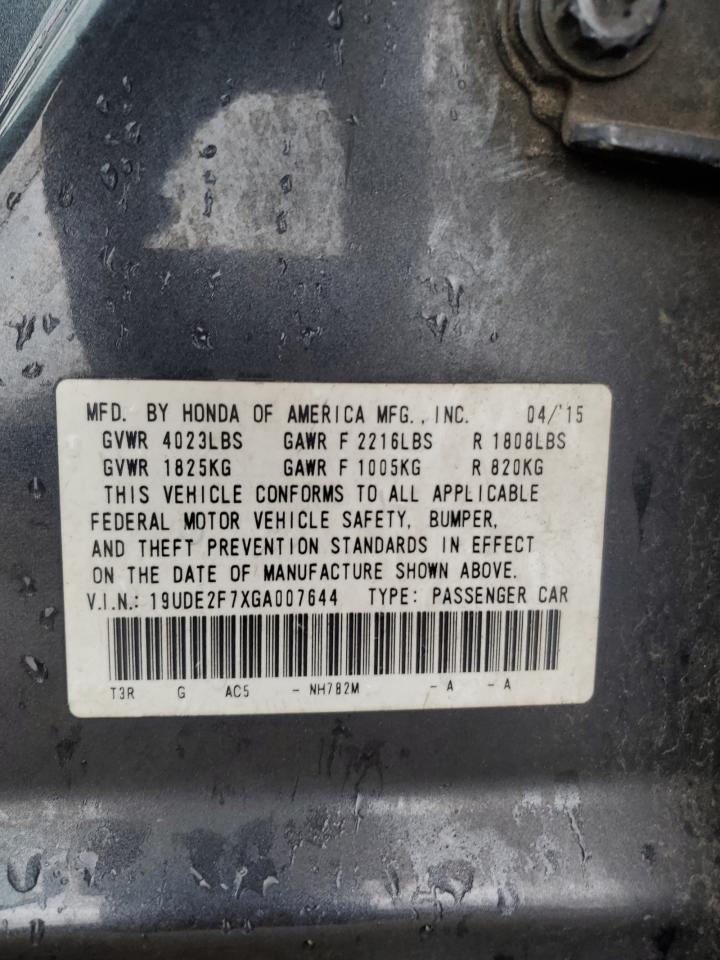 MFD. BY HONDA OF AMERICA MFG., INC. 04/'15
GVWR 4023LBS GAWR F 2216LBS R 1808LBS
GVWR 1825KG GAWR F 1005KG R 820KG
THIS VEHICLE CONFORMS TO ALL APPLICABLE
FEDERAL MOTOR VEHICLE SAFETY, BUMPER,
AND THEFT PREVENTION STANDARDS IN EFFECT
ON THE DATE OF MANUFACTURE SHOWN ABOVE.
V.I.N.: 19UDE2F7XGA007644 TYPE: PASSENGER CAR
T3R G AC5 - NH782M - A - A